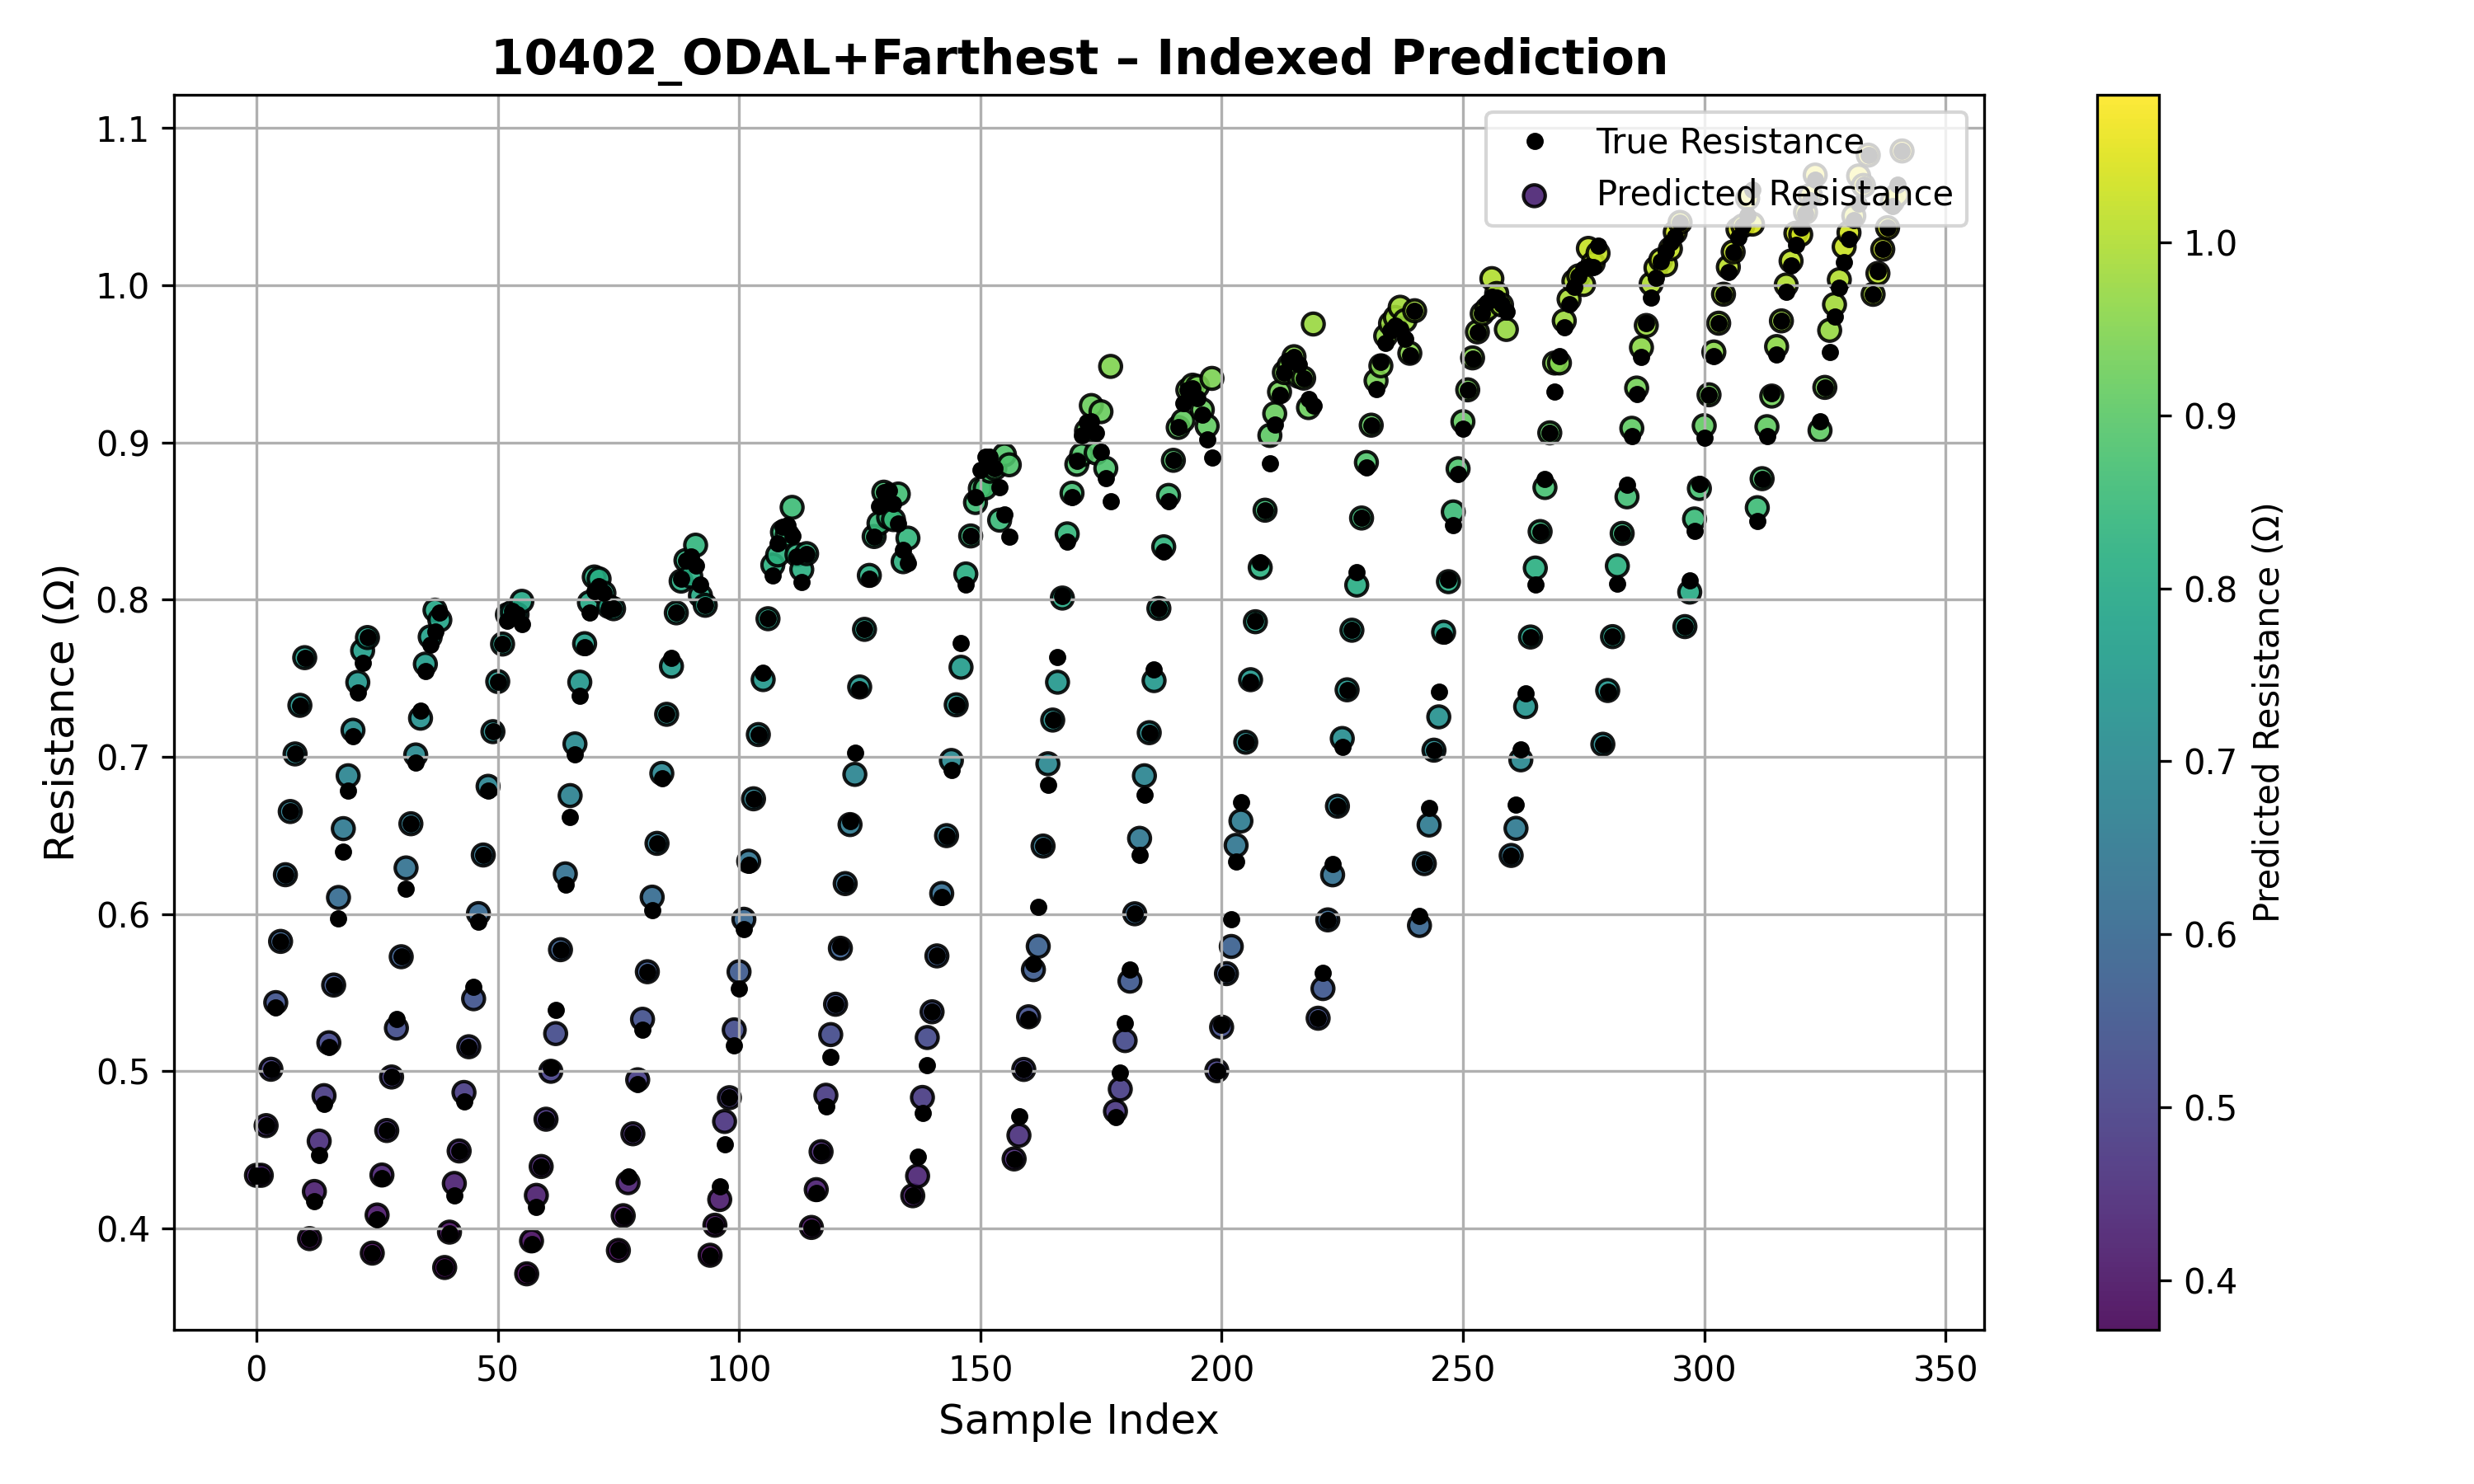 10402_ODAL+Farthest – Indexed Prediction
True Resistance
Predicted Resistance
Resistance (Ω)
1.1
1.0
0.9
0.8
0.7
0.6
0.5
0.4
0 50 100 150 200 250 300 350
Sample Index
1.0
0.9
0.8
0.7
0.6
0.5
0.4
Predicted Resistance (Ω)